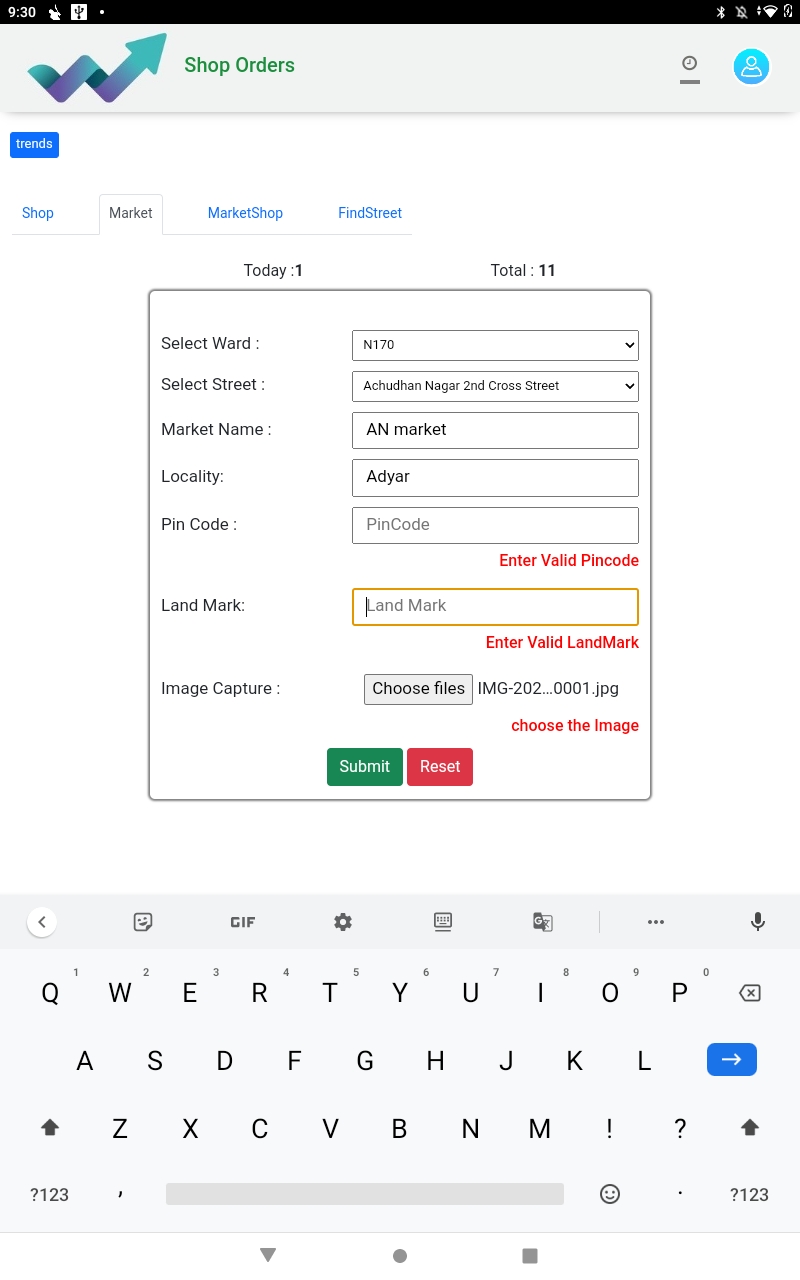 9:30
Shop Orders
trends
Shop Market MarketShop FindStreet
Today :1 Total : 11
Select Ward : N170
Select Street : Achudhan Nagar 2nd Cross Street
Market Name : AN market
Locality: Adyar
Pin Code : PinCode
Enter Valid Pincode
Land Mark: Land Mark
Enter Valid LandMark
Image Capture : Choose files IMG-202...0001.jpg
choose the Image
Submit Reset
GIF
1 2 3 4 5 6 7 8 9 0
Q W E R T Y U I O P
A S D F G H J K L
Z X C V B N M ! ?
?123 , . ?123